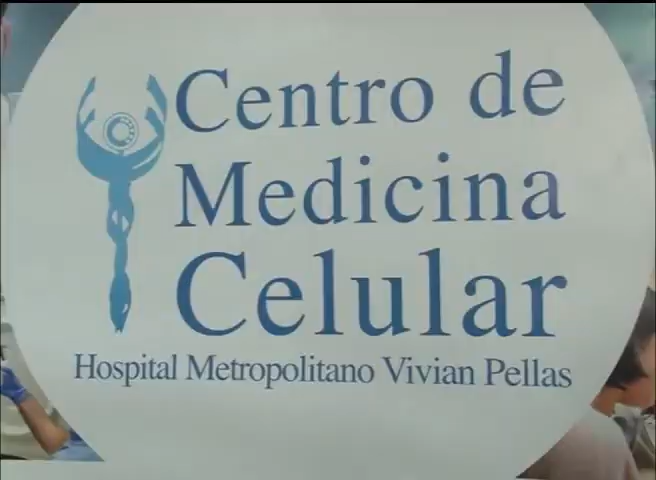 Centro de
Medicina
Celular
Hospital Metropolitano Vivian Pellas